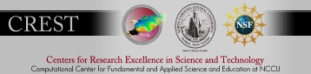 CREST
NSF
Centers for Research Excellence in Science and Technology
Computational Center for Fundamental and Applied Science and Education at NCCU